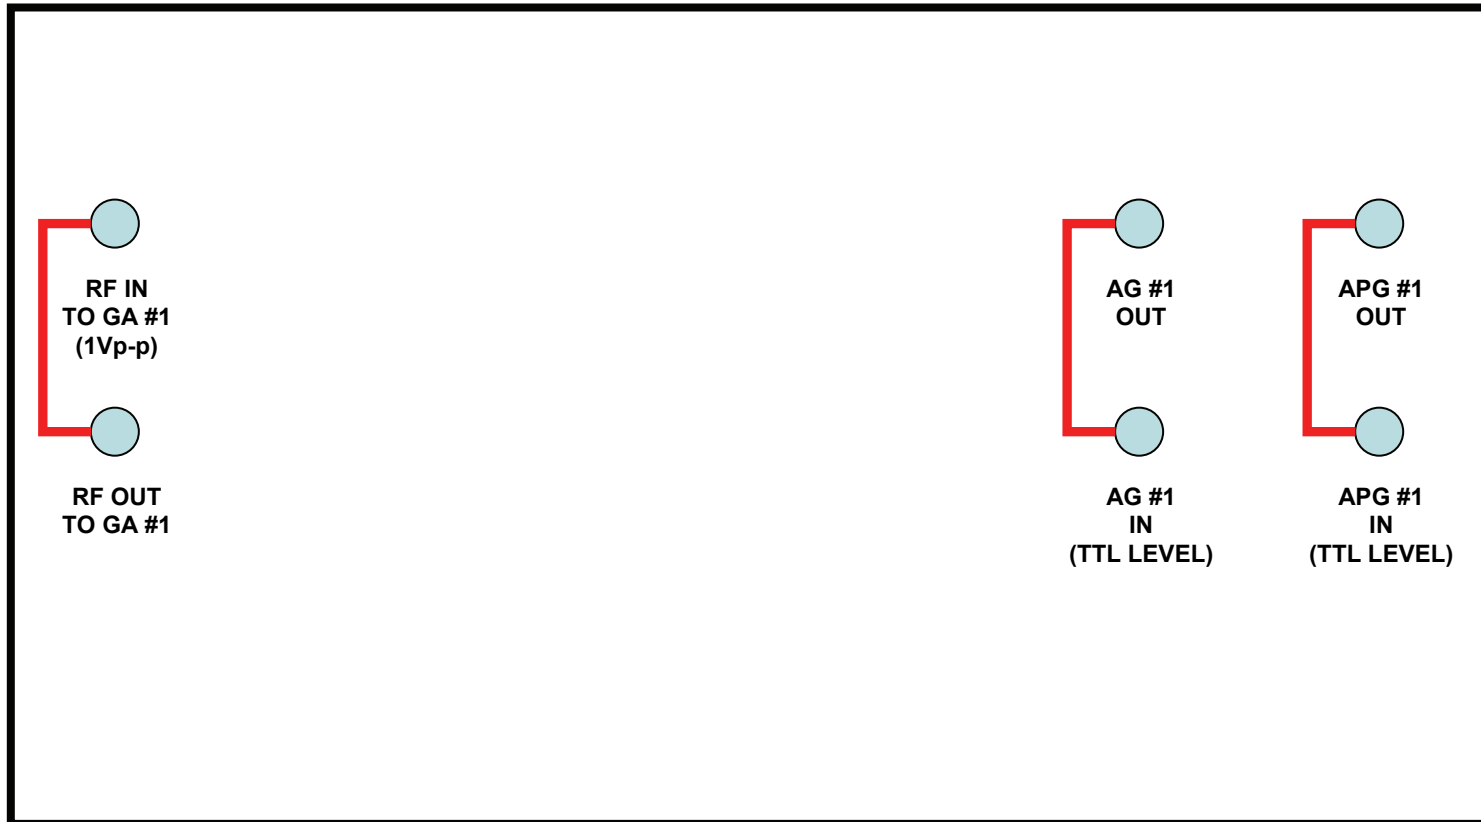 RF IN
TO GA #1
(1Vp-p)
RF OUT
TO GA #1
AG #1
OUT
AG #1
IN
(TTL LEVEL)
APG #1
OUT
APG #1
IN
(TTL LEVEL)